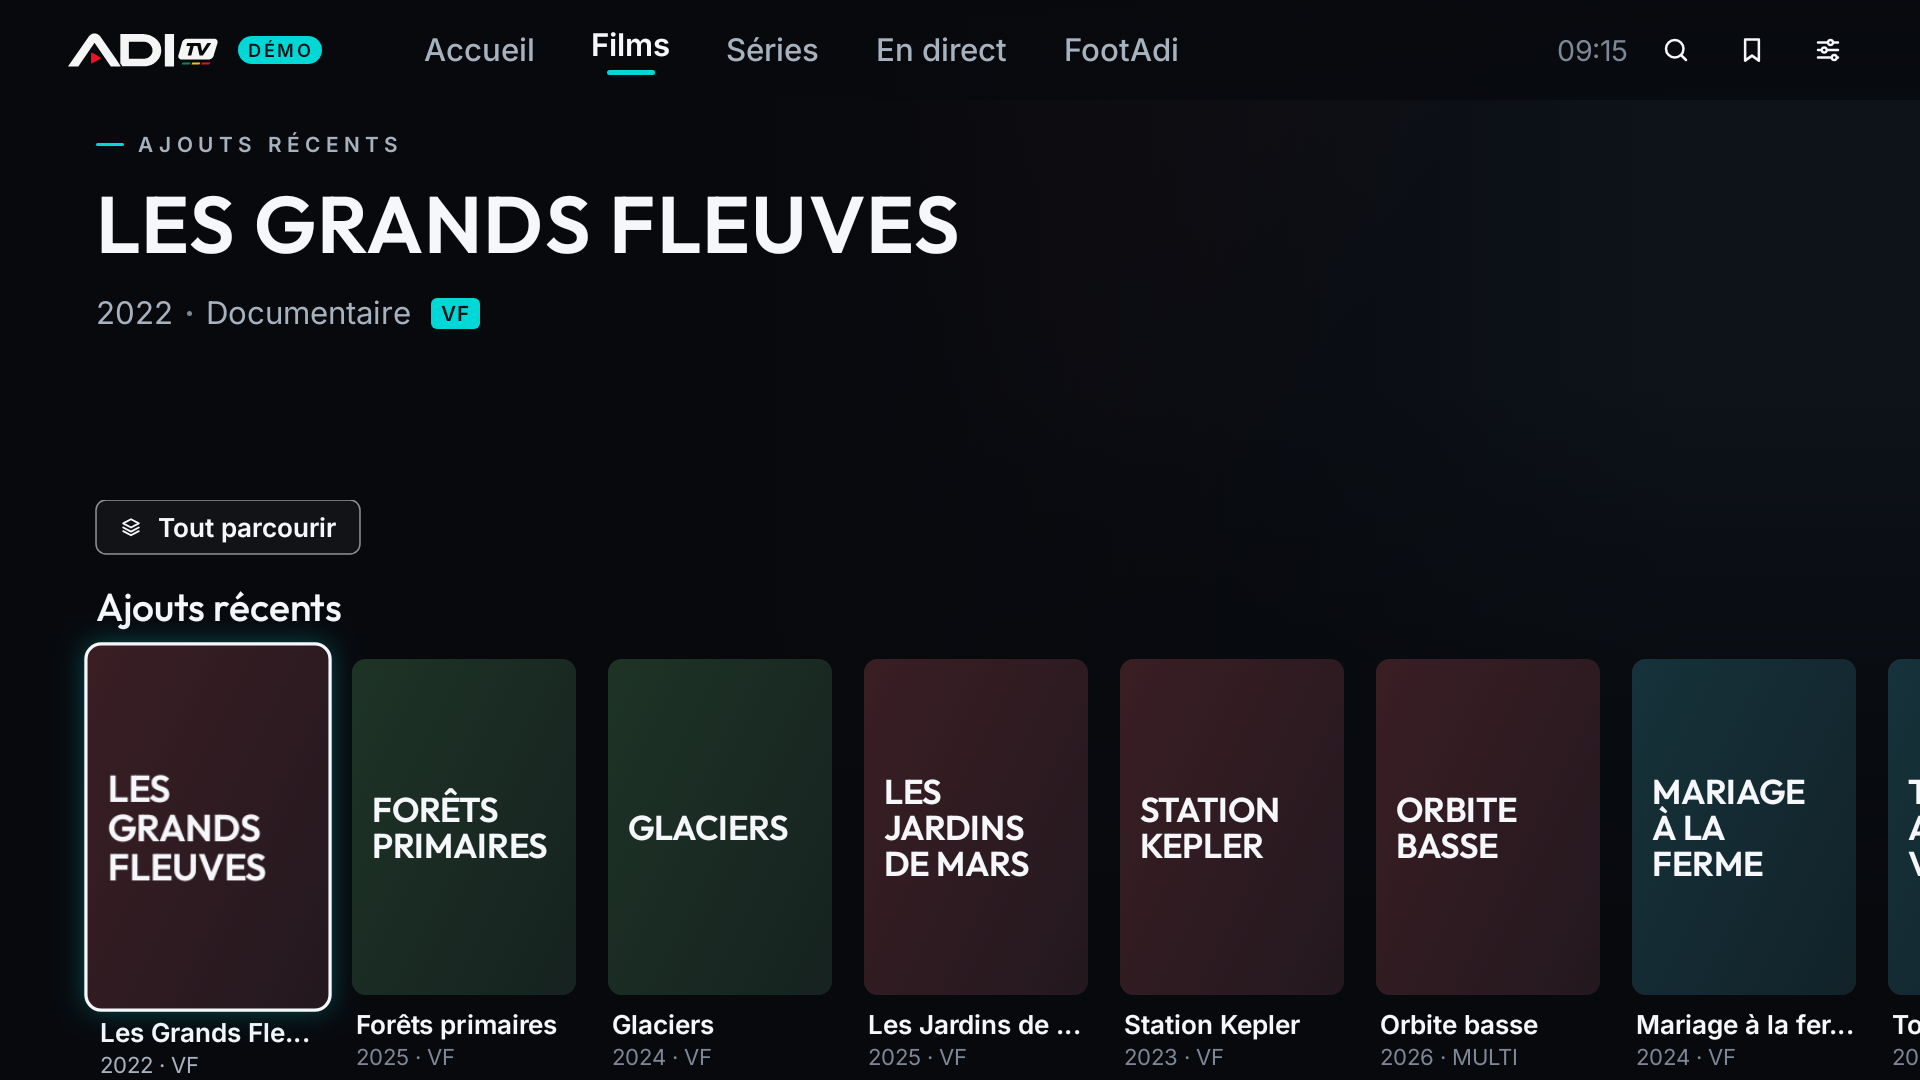 ADI TV DÉMO Accueil Films Séries En direct FootAdi 09:15
AJOUTS RÉCENTS
LES GRANDS FLEUVES
2022 · Documentaire VF
Tout parcourir
Ajouts récents
LES
GRANDS
FLEUVES
FORÊTS
PRIMAIRES
GLACIERS
LES
JARDINS
DE MARS
STATION
KEPLER
ORBITE
BASSE
MARIAGE
À LA
FERME
Les Grands Fle...
2022 · VF
Forêts primaires
2025 · VF
Glaciers
2024 · VF
Les Jardins de ...
2025 · VF
Station Kepler
2023 · VF
Orbite basse
2026 · MULTI
Mariage à la fer...
2024 · VF